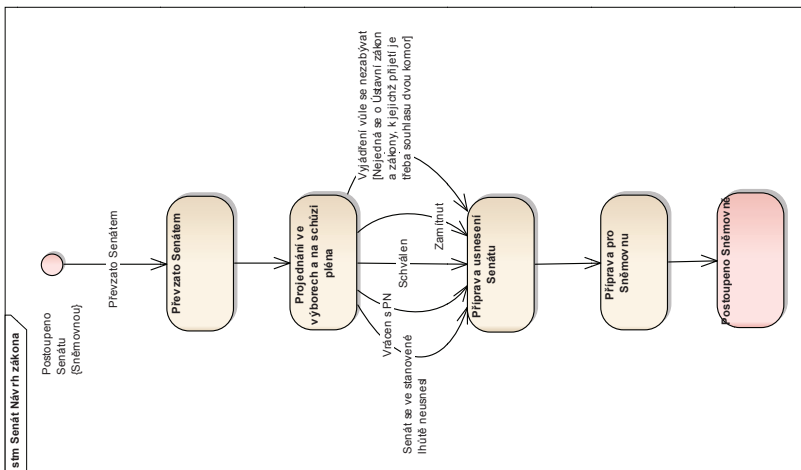 stm Senát Návrh zákona
Postoupeno
Senátu
{Sněmovnou}
Převzato Senátem
Převzato Senátem
Projednání ve
výborech a na schůzi
pléna
Vyjádření vůle se nezabývat
[Nejedná se o Ústavní zákon
a zákony, k jejichž přijetí je
třeba souhlasu dvou komor]
Zamítnut
Schválen
Vrácen s PN
Senát se ve stanovené
lhůtě neusnesl
Příprava usnesení
Senátu
Příprava pro
Sněmovnu
Postoupeno Sněmovně